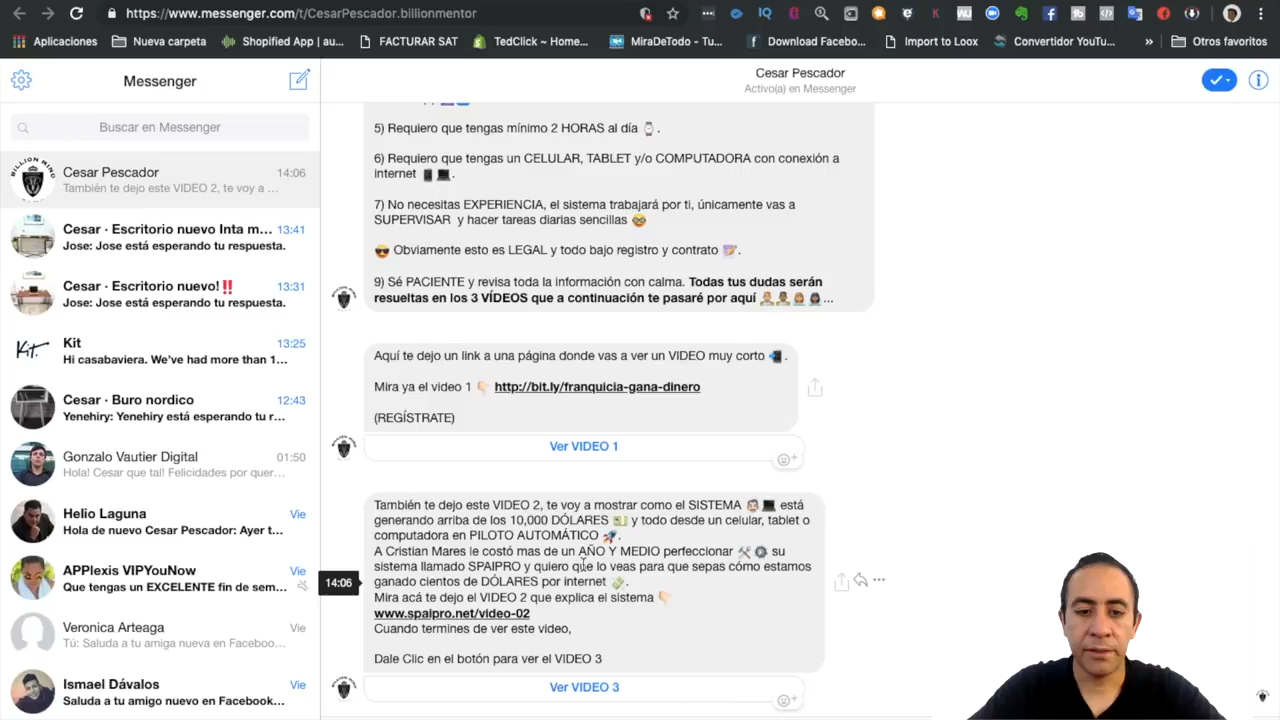 https://www.messenger.com/t/CesarPescador.billionmentor
Aplicaciones
Nueva carpeta
Shopified App | au...
FACTURAR SAT
TedClick ~ Home...
MiraDeTodo - Tu...
Download Facebo...
Import to Loox
Convertidor YouTu...
»
Otros favoritos
Messenger
Buscar en Messenger
Cesar Pescador 14:06
También te dejo este VIDEO 2, te voy a ...
Cesar · Escritorio nuevo Inta m... 13:41
Jose: Jose está esperando tu respuesta.
Cesar · Escritorio nuevo!‼️ 13:31
Jose: Jose está esperando tu respuesta.
Kit 13:25
Hi casabaviera. We've had more than 1...
Cesar · Buro nordico 12:43
Yenehiry: Yenehiry está esperando tu r...
Gonzalo Vautier Digital 01:50
Hola! Cesar que tal! Felicidades por quer...
Helio Laguna Vie
Hola de nuevo Cesar Pescador: Ayer t...
APPlexis VIPYouNow Vie
Que tengas un EXCELENTE fin de sem...
Veronica Arteaga Vie
Tú: Saluda a tu amiga nueva en Faceboo...
Ismael Dávalos Vie
Saluda a tu amigo nuevo en Facebook...
Cesar Pescador
Activo(a) en Messenger
5) Requiero que tengas mínimo 2 HORAS al día ⌚.
6) Requiero que tengas un CELULAR, TABLET y/o COMPUTADORA con conexión a
internet 📱💻.
7) No necesitas EXPERIENCIA, el sistema trabajará por ti, únicamente vas a
SUPERVISAR y hacer tareas diarias sencillas 🤓
😎 Obviamente esto es LEGAL y todo bajo registro y contrato 📝.
9) Sé PACIENTE y revisa toda la información con calma. Todas tus dudas serán
resueltas en los 3 VÍDEOS que a continuación te pasaré por aquí ...
Aquí te dejo un link a una página donde vas a ver un VIDEO muy corto 📲.
Mira ya el video 1 👇🏻 http://bit.ly/franquicia-gana-dinero
(REGÍSTRATE)
Ver VIDEO 1
También te dejo este VIDEO 2, te voy a mostrar como el SISTEMA 💻 está
generando arriba de los 10,000 DÓLARES 💵 y todo desde un celular, tablet o
computadora en PILOTO AUTOMÁTICO 🚀.
A Cristian Mares le costó mas de un AÑO Y MEDIO perfeccionar 🛠⚙ su
sistema llamado SPAIPRO y quiero que lo veas para que sepas cómo estamos
ganado cientos de DÓLARES por internet 💸.
Mira acá te dejo el VIDEO 2 que explica el sistema 👇🏻
www.spaipro.net/video-02
Cuando termines de ver este video,
Dale Clic en el botón para ver el VIDEO 3
14:06
Ver VIDEO 3